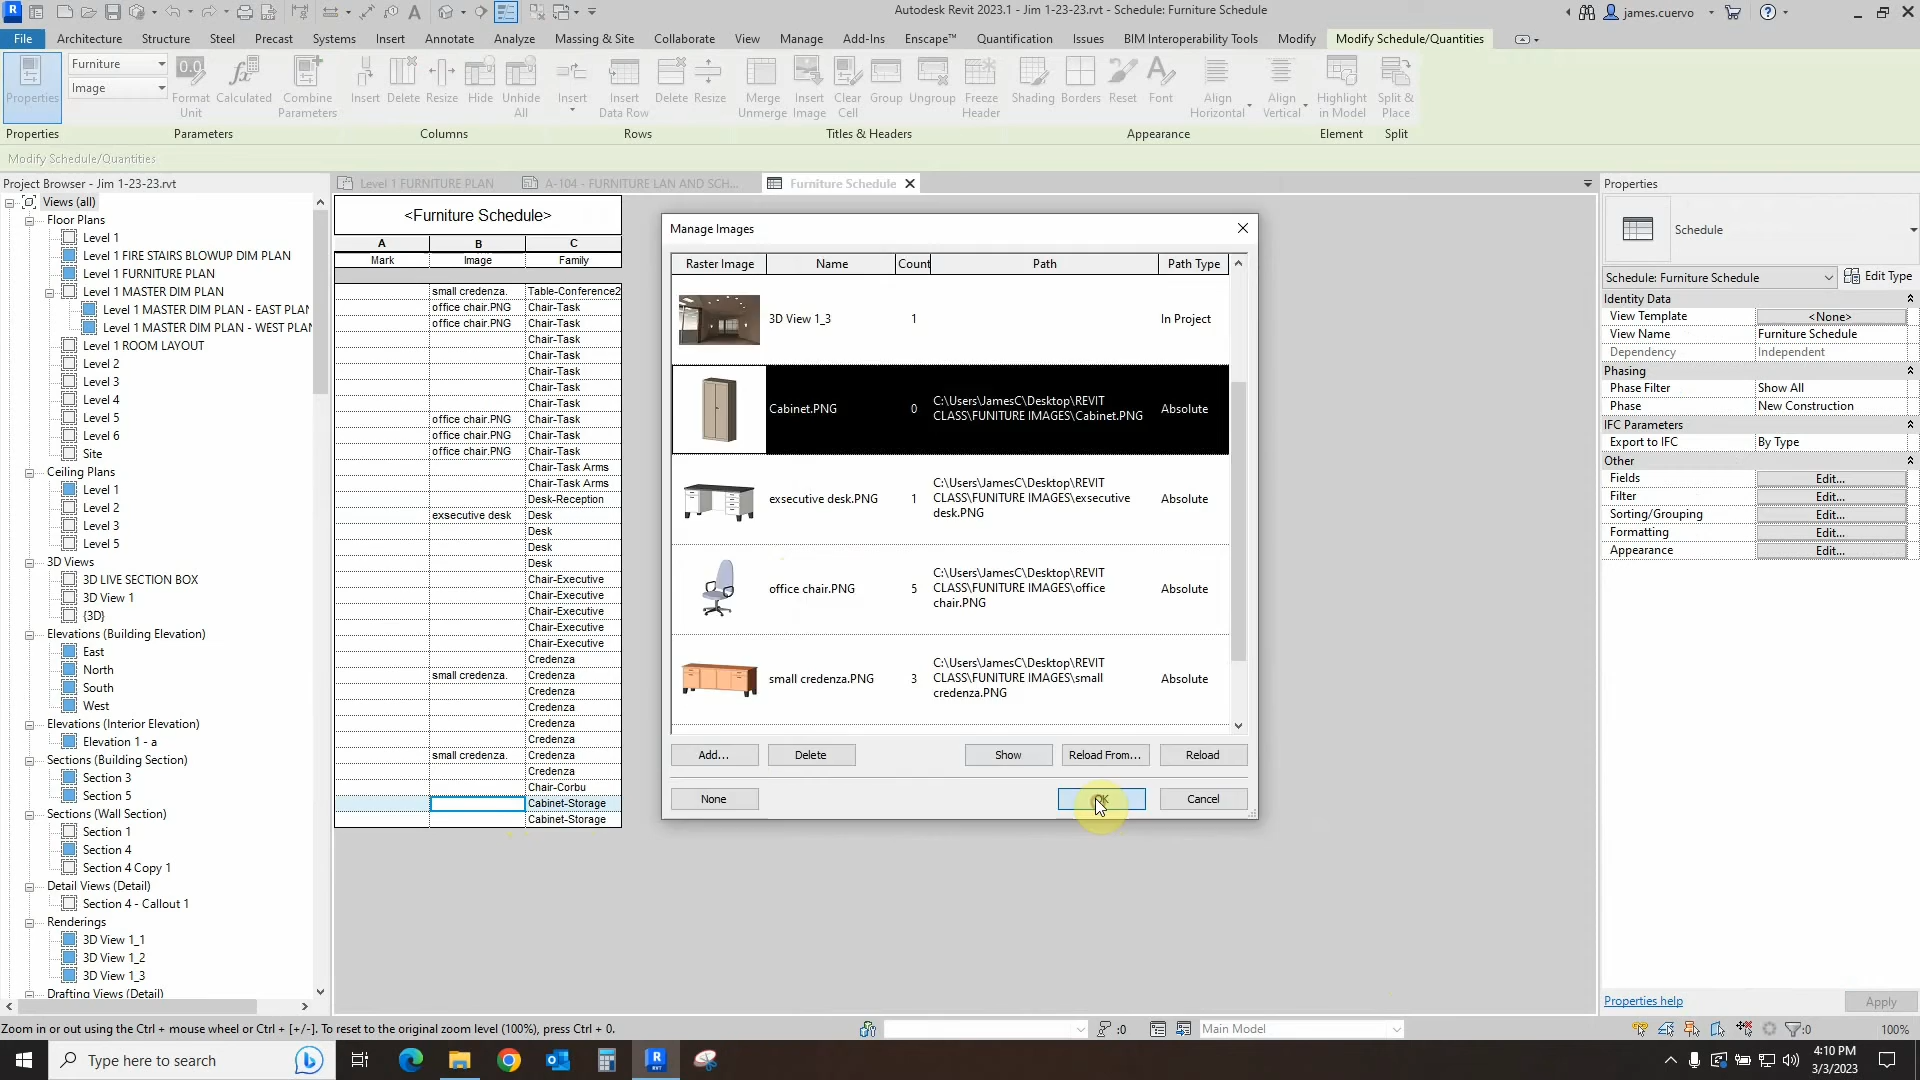 Autodesk Revit 2023.1 - Jim 1-23-23.rvt - Schedule: Furniture Schedule
james.cuervo
File Architecture Structure Steel Precast Systems Insert Annotate Analyze Massing & Site Collaborate View Manage Add-Ins Enscape™ Quantification Issues BIM Interoperability Tools Modify Modify Schedule/Quantities
Properties
Furniture
Image
Format Unit
Calculated
Combine Parameters
Insert Delete Resize Hide Unhide All
Insert
Insert Data Row
Delete Resize
Merge Unmerge
Insert Image
Clear Cell
Group Ungroup
Freeze Header
Shading Borders Reset Font
Align Horizontal
Align Vertical
Highlight in Model
Split & Place
Properties Parameters Columns Rows Titles & Headers Appearance Element Split
Modify Schedule/Quantities
Project Browser - Jim 1-23-23.rvt
Views (all)
Floor Plans
Level 1
Level 1 FIRE STAIRS BLOWUP DIM PLAN
Level 1 FURNITURE PLAN
Level 1 MASTER DIM PLAN
Level 1 MASTER DIM PLAN - EAST PLAN
Level 1 MASTER DIM PLAN - WEST PLAN
Level 1 ROOM LAYOUT
Level 2
Level 3
Level 4
Level 5
Level 6
Site
Ceiling Plans
Level 1
Level 2
Level 3
Level 5
3D Views
3D LIVE SECTION BOX
3D View 1
{3D}
Elevations (Building Elevation)
East
North
South
West
Elevations (Interior Elevation)
Elevation 1 - a
Sections (Building Section)
Section 3
Section 5
Sections (Wall Section)
Section 1
Section 4
Section 4 Copy 1
Detail Views (Detail)
Section 4 - Callout 1
Renderings
3D View 1_1
3D View 1_2
3D View 1_3
Drafting Views (Detail)
Level 1 FURNITURE PLAN
A-104 - FURNITURE LAN AND SCH...
Furniture Schedule
<Furniture Schedule>
A B C
Mark Image Family
small credenza. Table-Conference2
office chair.PNG Chair-Task
office chair.PNG Chair-Task
Chair-Task
Chair-Task
Chair-Task
Chair-Task
Chair-Task
office chair.PNG Chair-Task
office chair.PNG Chair-Task
office chair.PNG Chair-Task
Chair-Task Arms
Chair-Task Arms
Desk-Reception
exsecutive desk Desk
Desk
Desk
Desk
Chair-Executive
Chair-Executive
Chair-Executive
Chair-Executive
Chair-Executive
Credenza
small credenza. Credenza
Credenza
Credenza
Credenza
Credenza
small credenza. Credenza
Credenza
Chair-Corbu
Cabinet-Storage
Cabinet-Storage
Manage Images
Raster Image Name Count Path Path Type
3D View 1_3 1 In Project
Cabinet.PNG 0 C:\Users\JamesC\Desktop\REVIT
CLASS\FUNITURE IMAGES\Cabinet.PNG Absolute
exsecutive desk.PNG 1 C:\Users\JamesC\Desktop\REVIT
CLASS\FUNITURE IMAGES\exsecutive
desk.PNG Absolute
office chair.PNG 5 C:\Users\JamesC\Desktop\REVIT
CLASS\FUNITURE IMAGES\office
chair.PNG Absolute
small credenza.PNG 3 C:\Users\JamesC\Desktop\REVIT
CLASS\FUNITURE IMAGES\small
credenza.PNG Absolute
Add... Delete Show Reload From... Reload
None OK Cancel
Properties
Schedule
Schedule: Furniture Schedule Edit Type
Identity Data
View Template <None>
View Name Furniture Schedule
Dependency Independent
Phasing
Phase Filter Show All
Phase New Construction
IFC Parameters
Export to IFC By Type
Other
Fields Edit...
Filter Edit...
Sorting/Grouping Edit...
Formatting Edit...
Appearance Edit...
Properties help Apply
Zoom in or out using the Ctrl + mouse wheel or Ctrl + [+/-]. To reset to the original zoom level (100%), press Ctrl + 0.
:0
Main Model
:0
100%
Type here to search
4:10 PM
3/3/2023